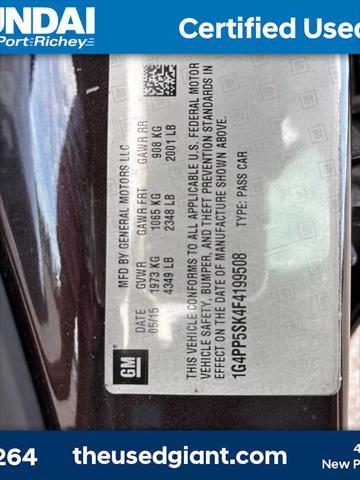 UNDAI
Port Richey
Certified Used
MFD BY GENERAL MOTORS LLC
DATE GVWR GAWR FRT GAWR RR
05/15 1973 KG 1065 KG 908 KG
4349 LB 2348 LB 2001 LB
THIS VEHICLE CONFORMS TO ALL APPLICABLE U.S. FEDERAL MOTOR
VEHICLE SAFETY, BUMPER, AND THEFT PREVENTION STANDARDS IN
EFFECT ON THE DATE OF MANUFACTURE SHOWN ABOVE.
1G4PP5SK4F4199508 TYPE: PASS CAR
GM
264
theusedgiant.com
4
New P